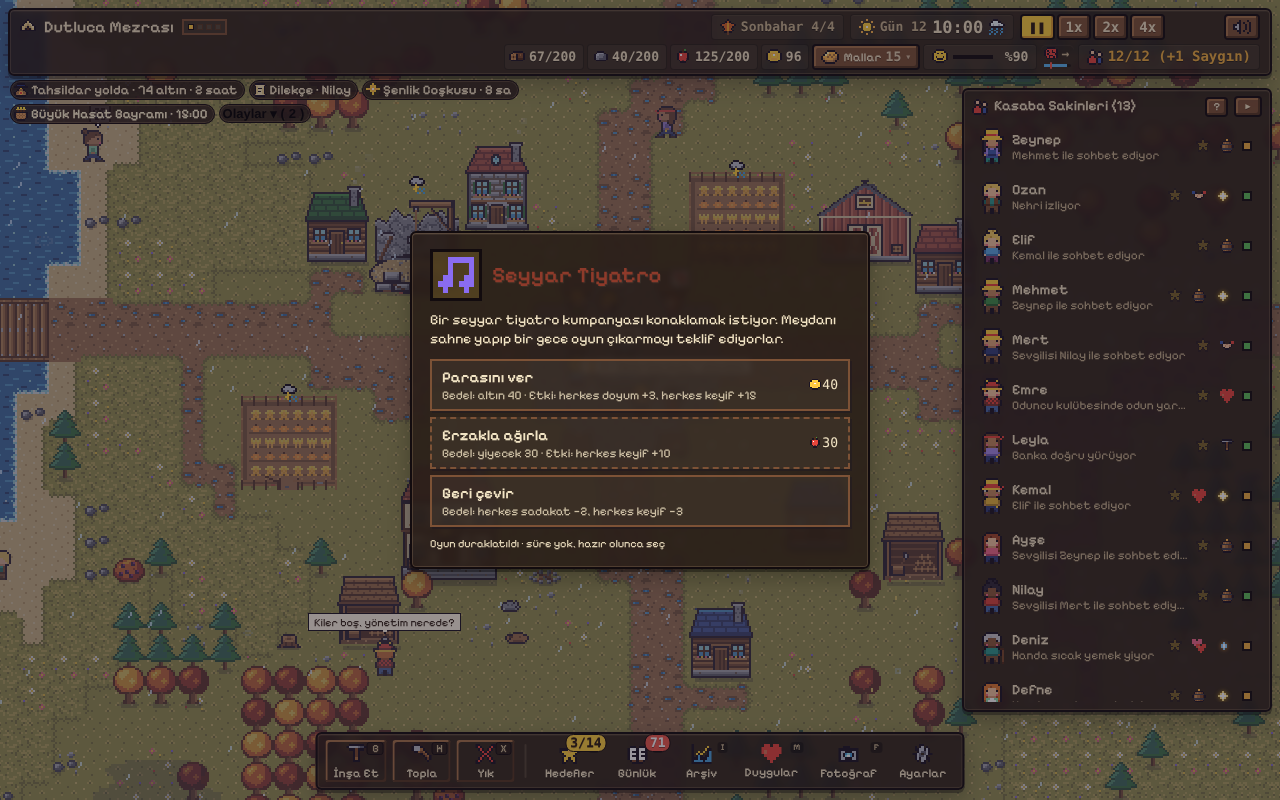 Dutluca Mezrası
Sonbahar 4/4
Gün 12 10:00
1x
2x
4x
67/200
40/200
125/200
96
Mallar 15
%90
12/12 (+1 Saygın)
Tahsildar yolda · 14 altın · 2 saat
Dilekçe · Nilay
Şenlik Coşkusu · 8 sa
Büyük Hasat Bayramı · 18:00
Olaylar ▾ ( 2 )
Kasaba Sakinleri (13)
?
Zeynep
Mehmet ile sohbet ediyor
Ozan
Nehri izliyor
Elif
Kemal ile sohbet ediyor
Mehmet
Zeynep ile sohbet ediyor
Mert
Sevgilisi Nilay ile sohbet ediyor
Emre
Oduncu kulübesinde odun yar...
Leyla
Banka doğru yürüyor
Kemal
Elif ile sohbet ediyor
Ayşe
Sevgilisi Zeynep ile sohbet edi...
Nilay
Sevgilisi Mert ile sohbet ediy...
Deniz
Handa sıcak yemek yiyor
Defne
Seyyar Tiyatro
Bir seyyar tiyatro kumpanyası konaklamak istiyor. Meydanı
sahne yapıp bir gece oyun çıkarmayı teklif ediyorlar.
Parasını ver
40
Bedel: altın 40 · Etki: herkes doyum +3, herkes keyif +18
Erzakla ağırla
30
Bedel: yiyecek 30 · Etki: herkes keyif +10
Geri çevir
Bedel: herkes sadakat -2, herkes keyif -3
Oyun duraklatıldı · süre yok, hazır olunca seç
Kiler boş, yönetim nerede?
B
İnşa Et
H
Topla
X
Yık
3/14
Hedefler
71
Günlük
I
Arşiv
M
Duygular
F
Fotoğraf
Ayarlar